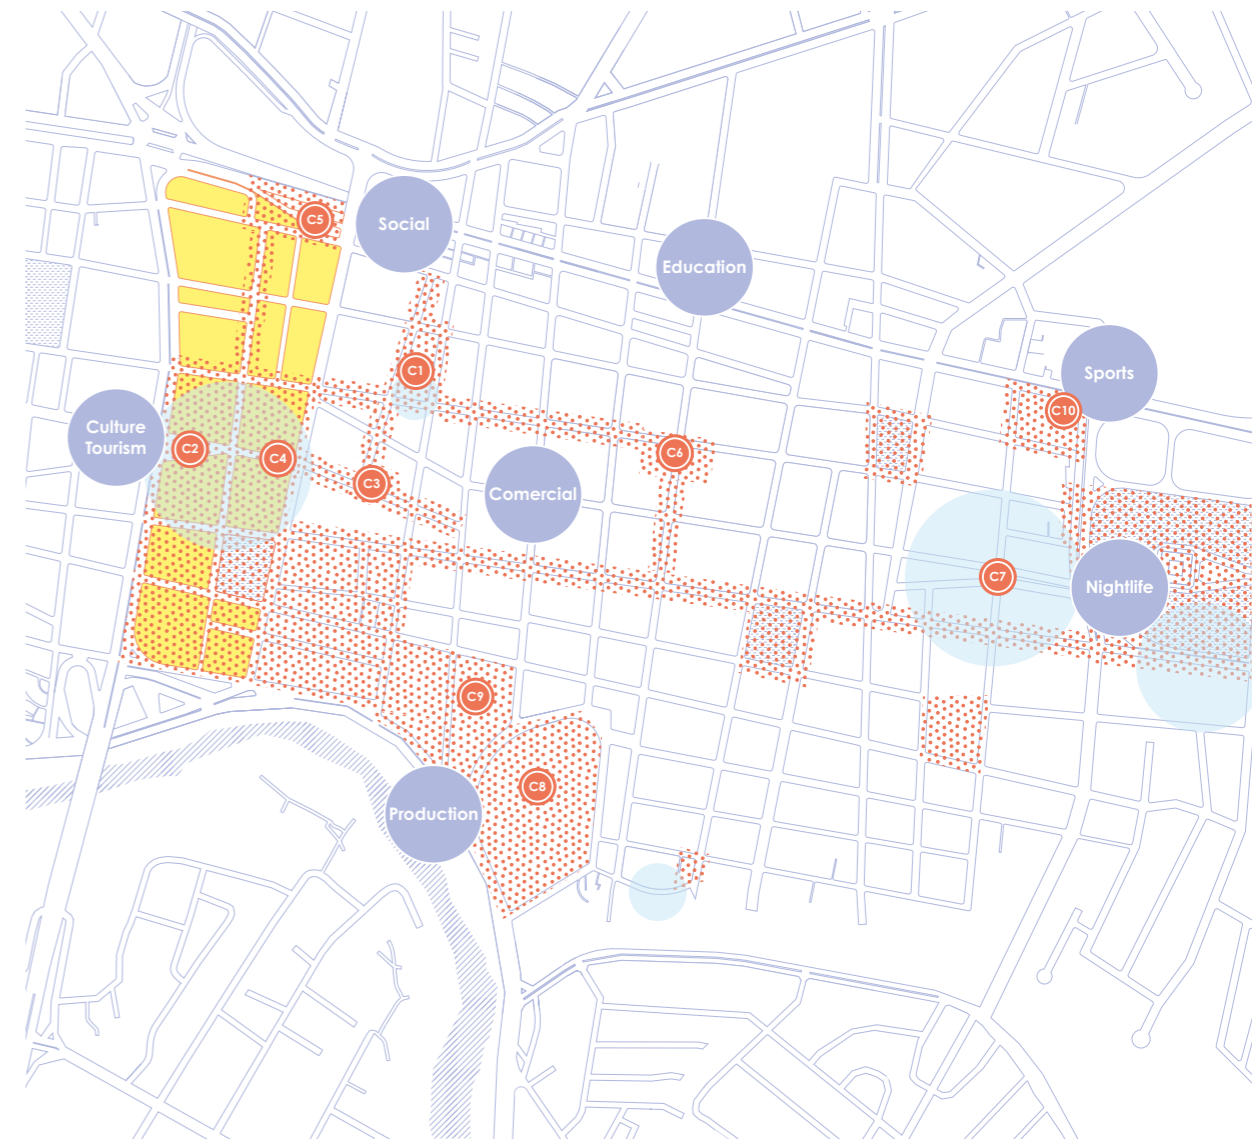 C5
Social
Education
C1
Sports
C10
Culture
Tourism
C2
C4
C6
C3
Comercial
C7
Nightlife
C9
C8
Production